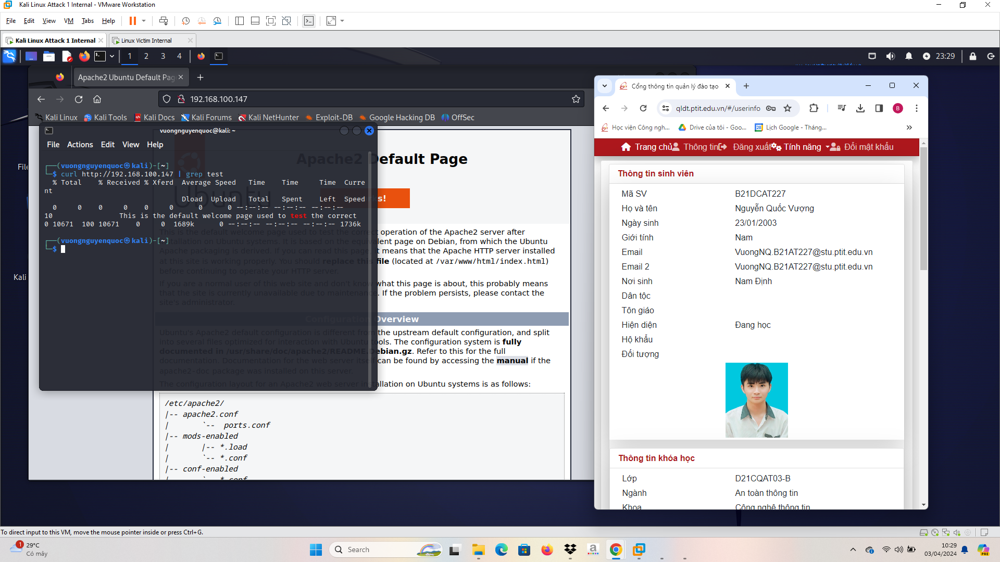 Kali Linux Attack 1 Internal - VMware Workstation
File Edit View VM Tabs Help
Kali Linux Attack 1 Internal
Linux Victim Internal
1 2 3 4
23:29
Apache2 Ubuntu Default Pag
192.168.100.147
Kali Linux Kali Tools Kali Docs Kali Forums Kali NetHunter Exploit-DB Google Hacking DB OffSec
vuongnguyenquoc@kali: ~
File Actions Edit View Help
┌──(vuongnguyenquoc㉿kali)-[~]
└─$ curl http://192.168.100.147 | grep test
% Total % Received % Xferd Average Speed Time Time Time Curre
nt
Dload Upload Total Spent Left Speed
0 0 0 0 0 0 0 0 --:--:-- --:--:-- --:--:--
10 This is the default welcome page used to test the correct
0 10671 100 10671 0 0 1689k 0 --:--:-- --:--:-- --:--:-- 1736k
┌──(vuongnguyenquoc㉿kali)-[~]
└─$
File
Kali
Apache2 Default Page
Ubuntu
s!
This is the default welcome page used to test the correct operation of the Apache2 server after
installation on Ubuntu systems. It is based on the equivalent page on Debian, from which the Ubuntu
Apache packaging is derived. If you can read this page, it means that the Apache HTTP server installed
at this site is working properly. You should replace this file (located at /var/www/html/index.html)
before continuing to operate your HTTP server.
If you are a normal user of this web site and don't know what this page is about, this probably means
that the site is currently unavailable due to maintenance. If the problem persists, please contact the
site's administrator.
Configuration Overview
Ubuntu's Apache2 default configuration is different from the upstream default configuration, and split
into several files optimized for interaction with Ubuntu tools. The configuration system is fully
documented in /usr/share/doc/apache2/README.Debian.gz. Refer to this for the full
documentation. Documentation for the web server itself can be found by accessing the manual if the
apache2-doc package was installed on this server.
The configuration layout for an Apache2 web server installation on Ubuntu systems is as follows:
/etc/apache2/
|-- apache2.conf
| `-- ports.conf
|-- mods-enabled
| |-- *.load
| `-- *.conf
|-- conf-enabled
| `-- *.conf
Cổng thông tin quản lý đào tạo
qldt.ptit.edu.vn/#/userinfo
B
Học viện Công ngh... Drive của tôi - Goo... 28 Lịch Google - Tháng...
Trang chủ Thông tin Đăng xuất Tính năng Đổi mật khẩu
Thông tin sinh viên
Mã SV B21DCAT227
Họ và tên Nguyễn Quốc Vượng
Ngày sinh 23/01/2003
Giới tính Nam
Email VuongNQ.B21AT227@stu.ptit.edu.vn
Email 2 VuongNQ.B21AT227@stu.ptit.edu.vn
Nơi sinh Nam Định
Dân tộc
Tôn giáo
Hiện diện Đang học
Hộ khẩu
Đối tượng
Thông tin khóa học
Lớp D21CQAT03-B
Ngành An toàn thông tin
Khoa Công nghệ thông tin
To direct input to this VM, move the mouse pointer inside or press Ctrl+G.
1
29°C
Có mây
Search
10:29
03/04/2024
PRE